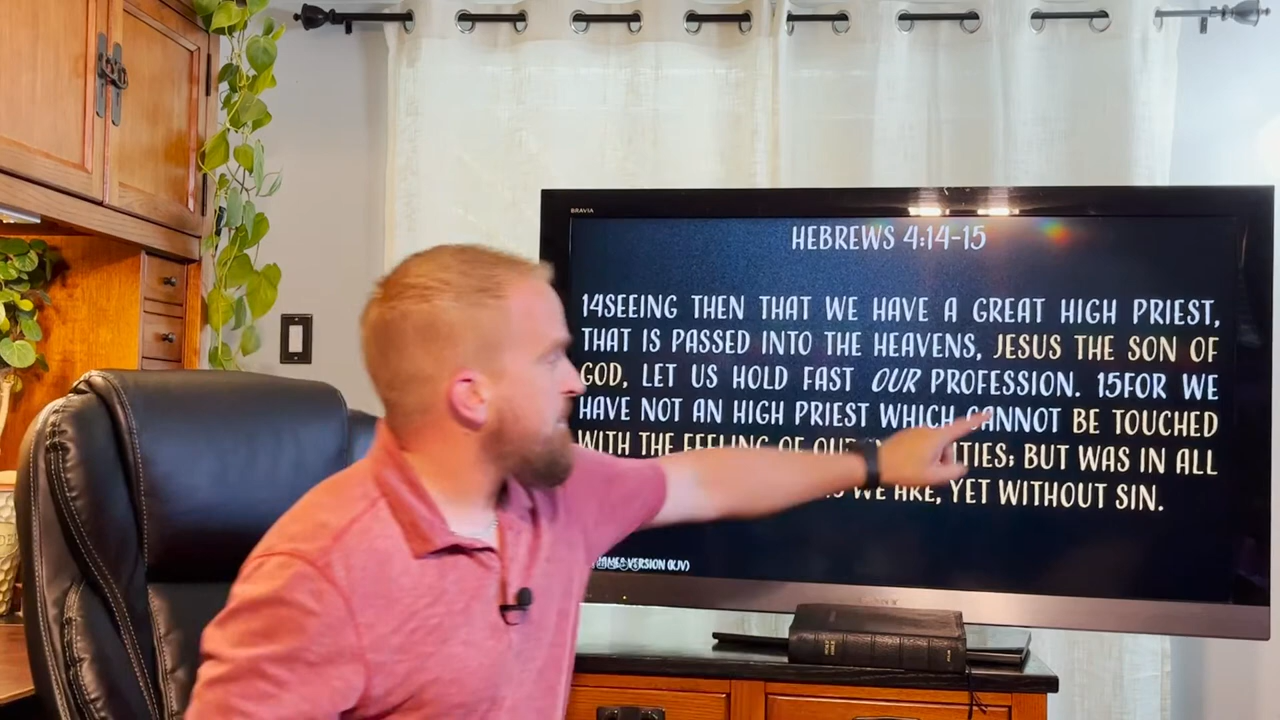 BRAVIA
HEBREWS 4:14-15
14SEEING THEN THAT WE HAVE A GREAT HIGH PRIEST,
THAT IS PASSED INTO THE HEAVENS, JESUS THE SON OF
GOD, LET US HOLD FAST OUR PROFESSION. 15FOR WE
HAVE NOT AN HIGH PRIEST WHICH CANNOT BE TOUCHED
WITH THE FEELING OF OUR TIES; BUT WAS IN ALL
WE ARE, YET WITHOUT SIN.
VERSION (KJV)
HOLY BIBLE